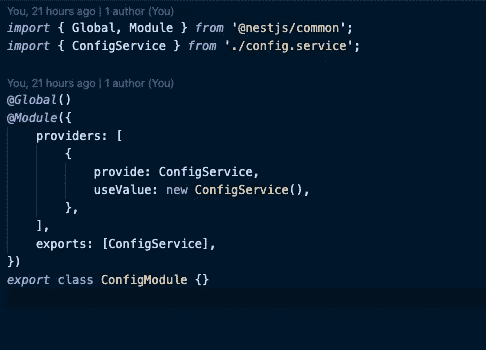 You, 21 hours ago | 1 author (You)
import { Global, Module } from '@nestjs/common';
import { ConfigService } from './config.service';
You, 21 hours ago | 1 author (You)
@Global()
@Module({
    providers: [
        {
            provide: ConfigService,
            useValue: new ConfigService(),
        },
    ],
    exports: [ConfigService],
})
export class ConfigModule {}